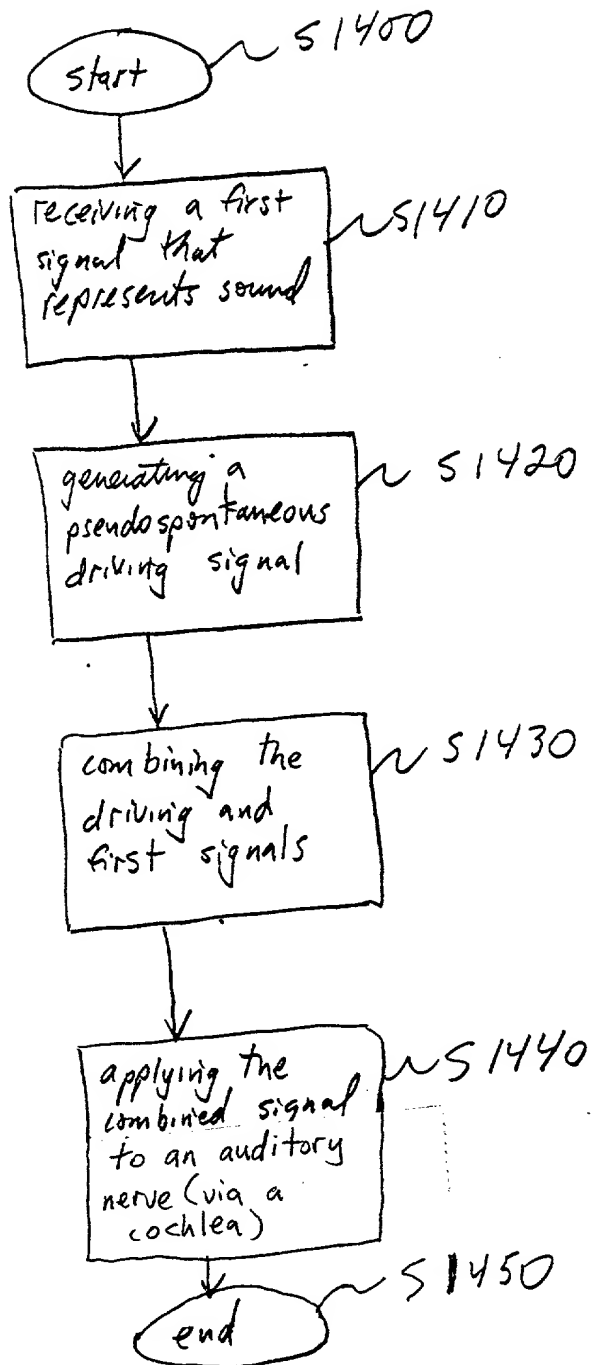 S1400
start
receiving a first
signal that
represents sound
S1410
generating a
pseudospontaneous
driving signal
S1420
combining the
driving and
first signals
S1430
applying the
combined signal
to an auditory
nerve (via a
cochlea)
S1440
end
S1450